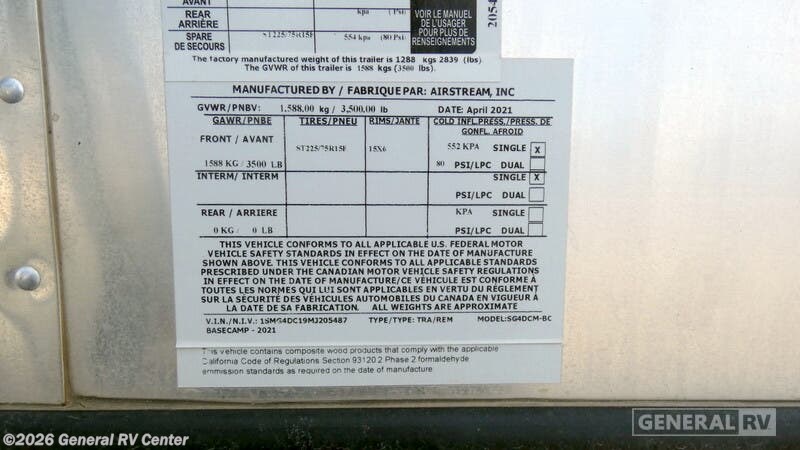 AVANT
REAR
ARRIÈRE
kpa ( Psi)
SPARE
DE SECOURS
ST225/75R15F
554 kpa (80 Psi)
VOIR LE MANUEL
DE L'USAGER
POUR PLUS DE
RENSEIGNEMENTS
2054
The factory manufactured weight of this trailer is 1288 kgs 2839 (lbs)
The GVWR of this trailer is 1588 kgs (3500 lbs).
MANUFACTURED BY / FABRIQUE PAR: AIRSTREAM, INC
GVWR/PNBV: 1,588.00 kg / 3,500.00 lb DATE: April 2021
GAWR/PNBE TIRES/PNEU RIMS/JANTE COLD INFL.PRESS./PRESS. DE
GONFL. AFROID
FRONT / AVANT ST225/75R15F 15X6 552 KPA SINGLE X
1588 KG / 3500 LB 80 PSI/LPC DUAL
INTERM/ INTERM SINGLE X
PSI/LPC DUAL
REAR / ARRIERE KPA SINGLE
0 KG / 0 LB PSI/LPC DUAL
THIS VEHICLE CONFORMS TO ALL APPLICABLE U.S. FEDERAL MOTOR
VEHICLE SAFETY STANDARDS IN EFFECT ON THE DATE OF MANUFACTURE
SHOWN ABOVE. THIS VEHICLE CONFORMS TO ALL APPLICABLE STANDARDS
PRESCRIBED UNDER THE CANADIAN MOTOR VEHICLE SAFETY REGULATIONS
IN EFFECT ON THE DATE OF MANUFACTURE/CE VÉHICULE EST CONFORME À
TOUTES LES NORMES QUI LUI SONT APPLICABLES EN VERTU DU RÈGLEMENT
SUR LA SÉCURITÉ DES VÉHICULES AUTOMOBILES DU CANADA EN VIGUEUR À
LA DATE DE SA FABRICATION. ALL WEIGHTS ARE APPROXIMATE
V.I.N./N.I.V.: 1SMG4DC19MJ205487 TYPE/TYPE: TRA/REM MODEL:SG4DCM-BC
BASECAMP - 2021
This vehicle contains composite wood products that comply with the applicable
California Code of Regulations Section 93120.2 Phase 2 formaldehyde
emmission standards as required on the date of manufacture.
©2026 General RV Center
GENERAL RV